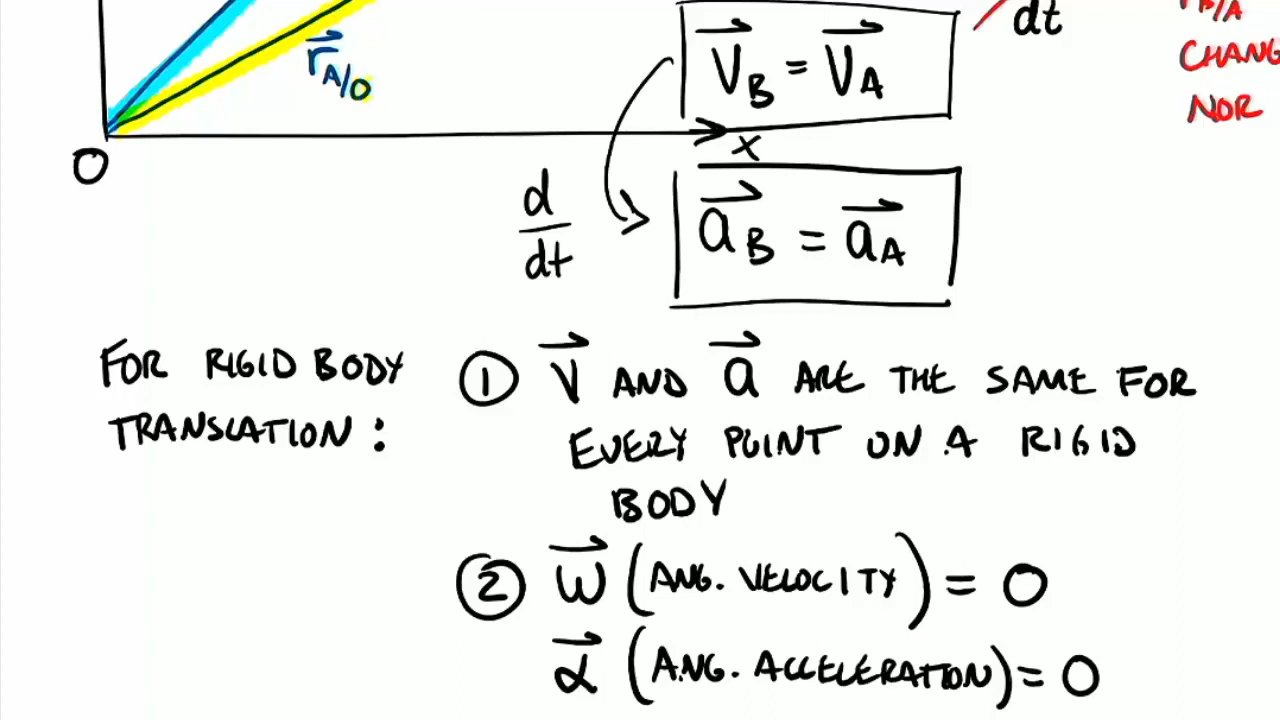 dt
r B/A
CHANG
NOR
r⃗A/O
V⃗B = V⃗A
x
O
d/dt
a⃗B = a⃗A
FOR RIGID BODY
TRANSLATION:
① V⃗ AND a⃗ ARE THE SAME FOR
EVERY POINT ON A RIGID
BODY
② ω⃗ (ANG. VELOCITY) = 0
α⃗ (ANG. ACCELERATION) = 0